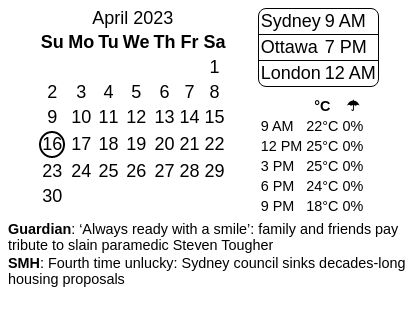 April 2023
Su Mo Tu We Th Fr Sa
1
2 3 4 5 6 7 8
9 10 11 12 13 14 15
16 17 18 19 20 21 22
23 24 25 26 27 28 29
30
Sydney 9 AM
Ottawa 7 PM
London 12 AM
°C ☂
9 AM 22°C 0%
12 PM 25°C 0%
3 PM 25°C 0%
6 PM 24°C 0%
9 PM 18°C 0%
Guardian: ‘Always ready with a smile’: family and friends pay
tribute to slain paramedic Steven Tougher
SMH: Fourth time unlucky: Sydney council sinks decades-long
housing proposals